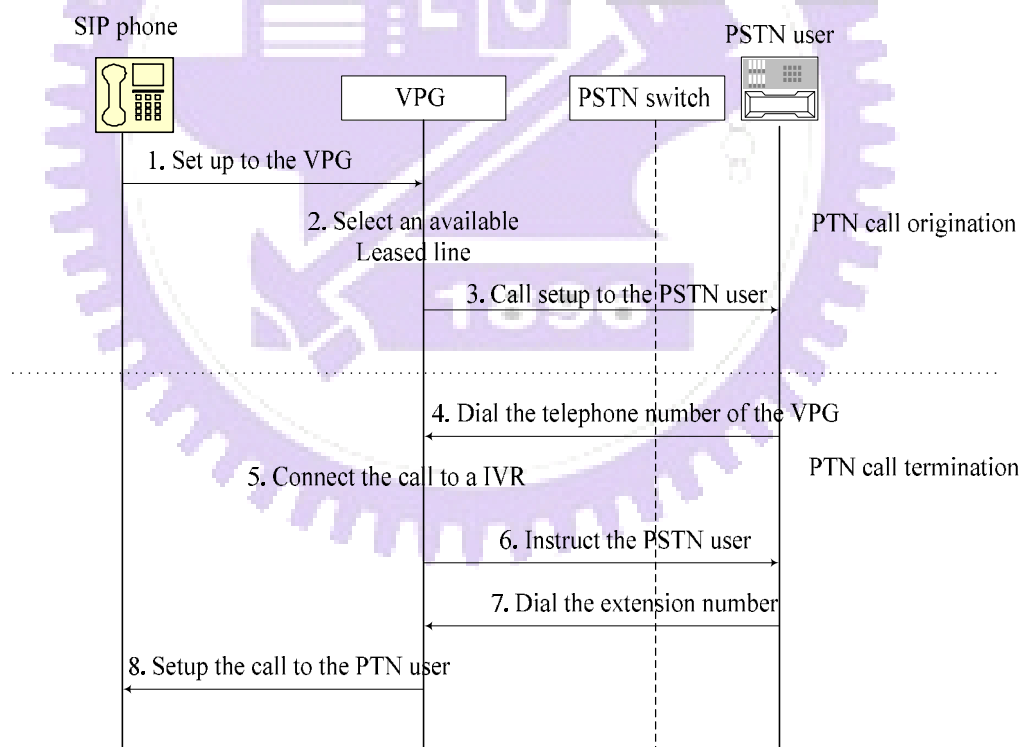 SIP phone
PSTN user
VPG
PSTN switch
1. Set up to the VPG
2. Select an available
Leased line
PTN call origination
3. Call setup to the PSTN user
1896
4. Dial the telephone number of the VPG
5. Connect the call to a IVR
PTN call termination
6. Instruct the PSTN user
7. Dial the extension number
8. Setup the call to the PTN user